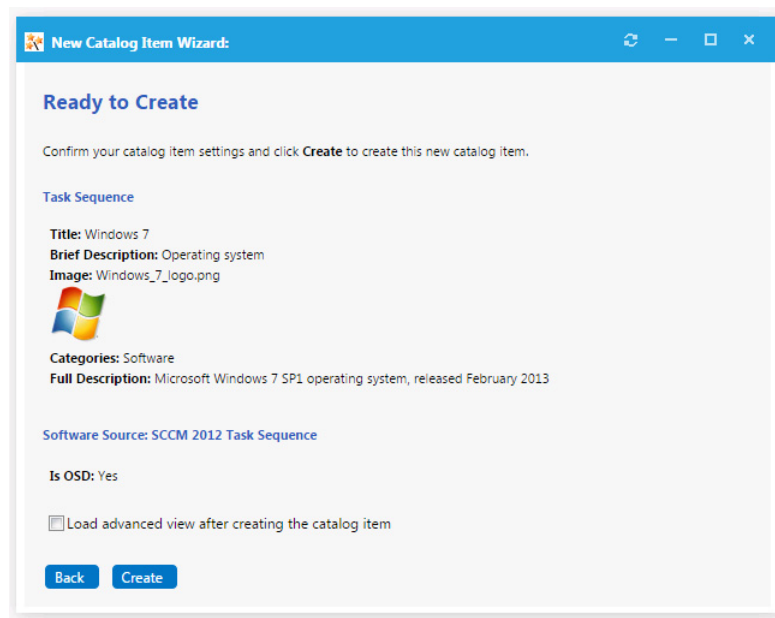 New Catalog Item Wizard:
Ready to Create
Confirm your catalog item settings and click Create to create this new catalog item.
Task Sequence
Title: Windows 7
Brief Description: Operating system
Image: Windows_7_logo.png
Categories: Software
Full Description: Microsoft Windows 7 SP1 operating system, released February 2013
Software Source: SCCM 2012 Task Sequence
Is OSD: Yes
Load advanced view after creating the catalog item
Back Create